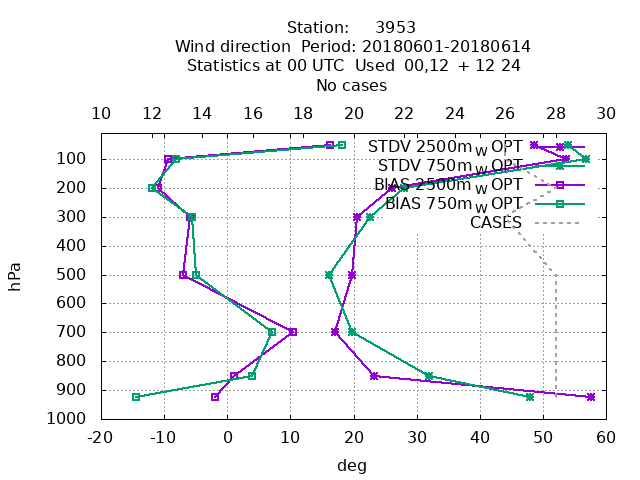 Station: 3953
Wind direction Period: 20180601-20180614
Statistics at 00 UTC Used 00,12 + 12 24
No cases
10 12 14 16 18 20 22 24 26 28 30
STDV 2500m_W OPT
STDV 750m_W OPT
BIAS 2500m_W OPT
BIAS 750m_W OPT
CASES
hPa
100
200
300
400
500
600
700
800
900
1000
-20 -10 0 10 20 30 40 50 60
deg